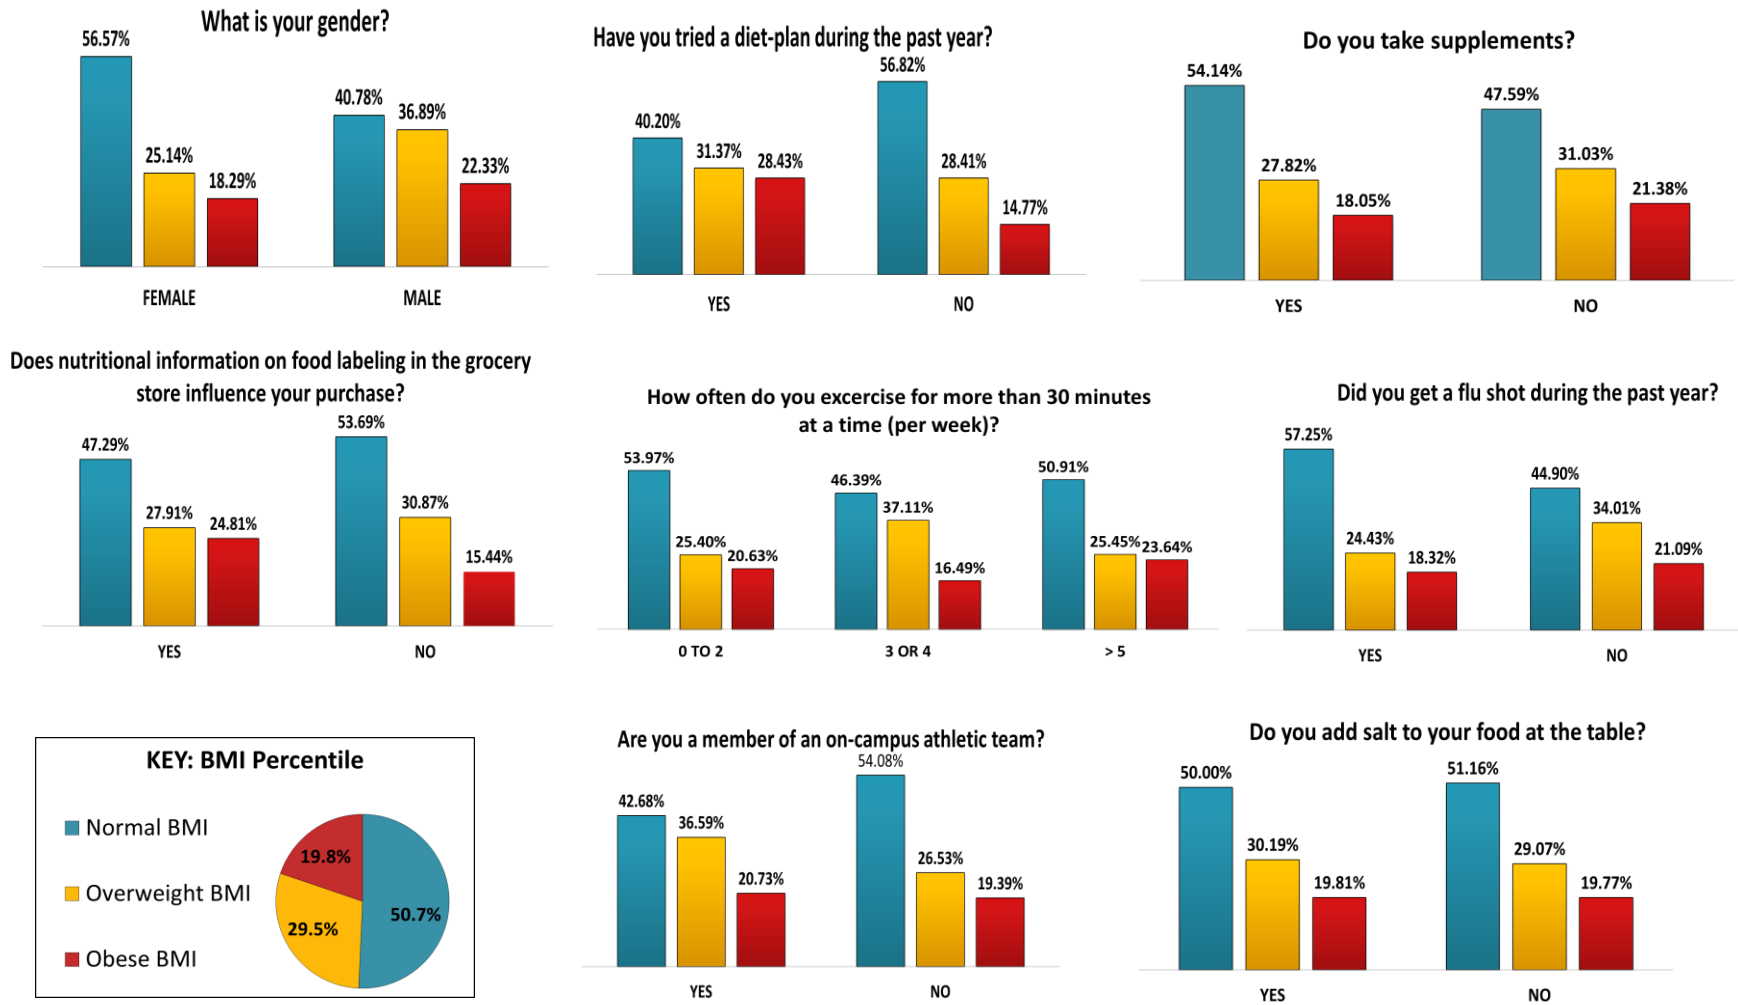 What is your gender?
56.57%
25.14%
18.29%
40.78%
36.89%
22.33%
FEMALE
MALE
Have you tried a diet-plan during the past year?
40.20%
31.37%
28.43%
56.82%
28.41%
14.77%
YES
NO
Do you take supplements?
54.14%
27.82%
18.05%
47.59%
31.03%
21.38%
YES
NO
Does nutritional information on food labeling in the grocery
store influence your purchase?
47.29%
27.91%
24.81%
53.69%
30.87%
15.44%
YES
NO
How often do you excercise for more than 30 minutes
at a time (per week)?
53.97%
25.40%
20.63%
46.39%
37.11%
16.49%
50.91%
25.45%
23.64%
0 TO 2
3 OR 4
> 5
Did you get a flu shot during the past year?
57.25%
24.43%
18.32%
44.90%
34.01%
21.09%
YES
NO
KEY: BMI Percentile
Normal BMI
Overweight BMI
Obese BMI
19.8%
29.5%
50.7%
Are you a member of an on-campus athletic team?
42.68%
36.59%
20.73%
54.08%
26.53%
19.39%
YES
NO
Do you add salt to your food at the table?
50.00%
30.19%
19.81%
51.16%
29.07%
19.77%
YES
NO